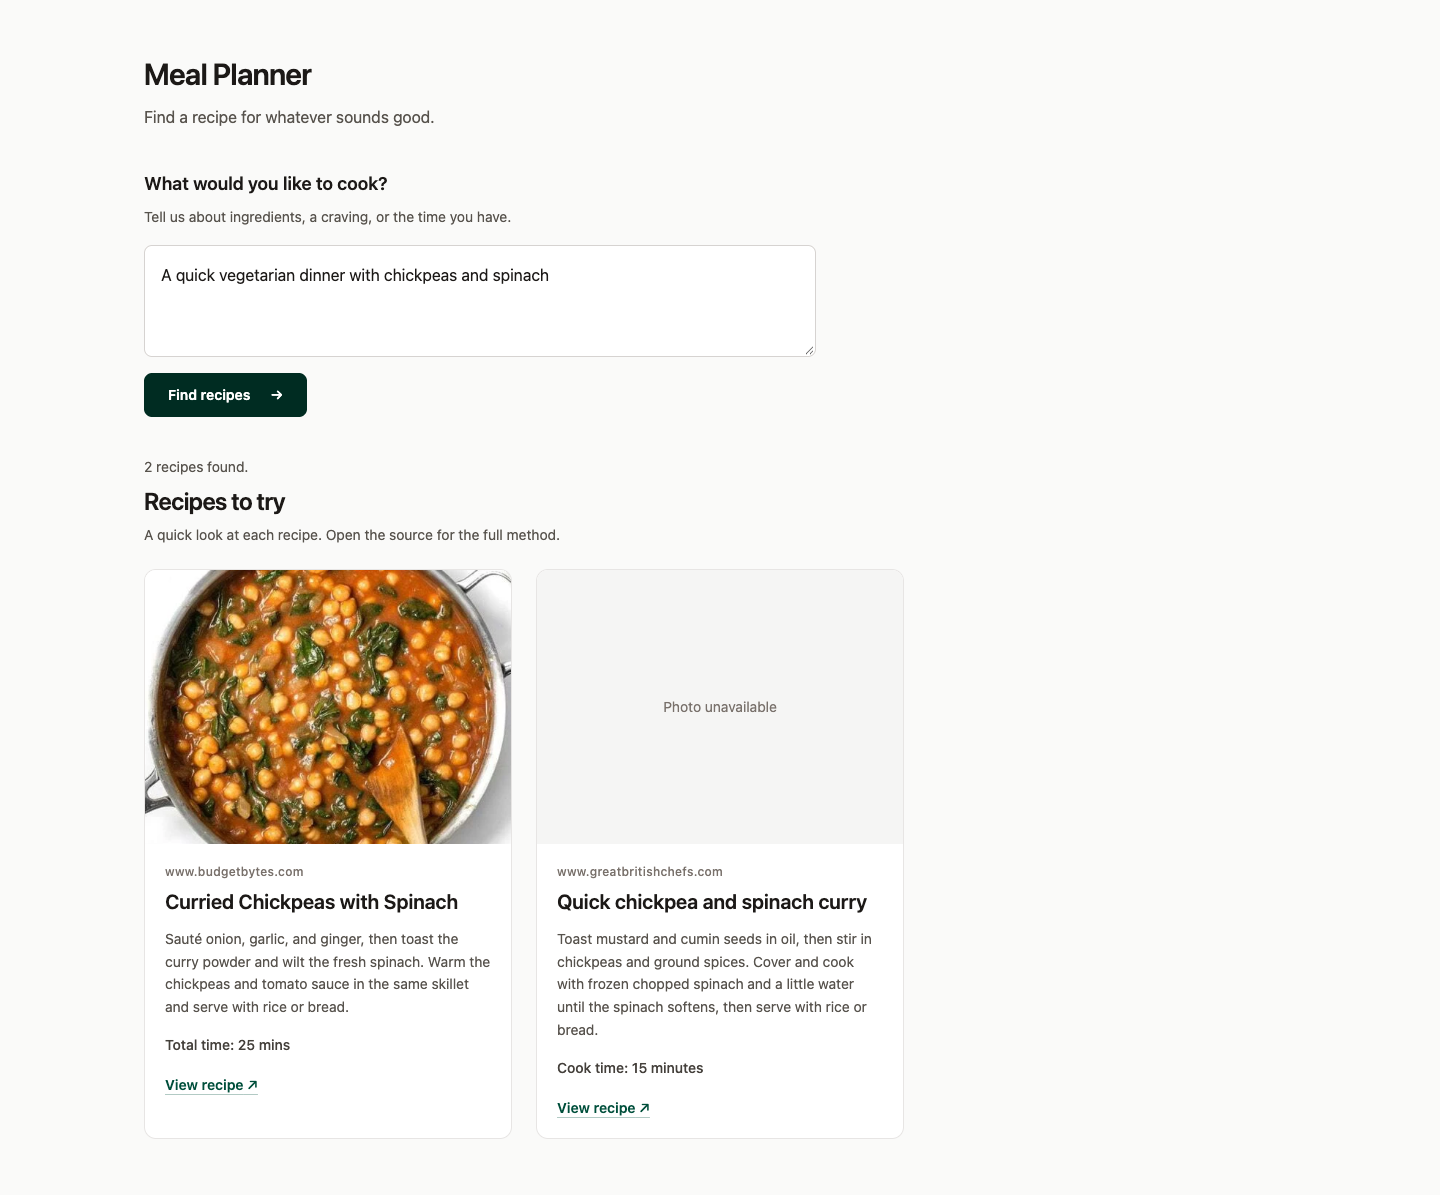 Meal Planner
Find a recipe for whatever sounds good.
What would you like to cook?
Tell us about ingredients, a craving, or the time you have.
A quick vegetarian dinner with chickpeas and spinach
Find recipes →
2 recipes found.
Recipes to try
A quick look at each recipe. Open the source for the full method.
www.budgetbytes.com
Curried Chickpeas with Spinach
Sauté onion, garlic, and ginger, then toast the
curry powder and wilt the fresh spinach. Warm the
chickpeas and tomato sauce in the same skillet
and serve with rice or bread.
Total time: 25 mins
View recipe ↗
Photo unavailable
www.greatbritishchefs.com
Quick chickpea and spinach curry
Toast mustard and cumin seeds in oil, then stir in
chickpeas and ground spices. Cover and cook
with frozen chopped spinach and a little water
until the spinach softens, then serve with rice or
bread.
Cook time: 15 minutes
View recipe ↗